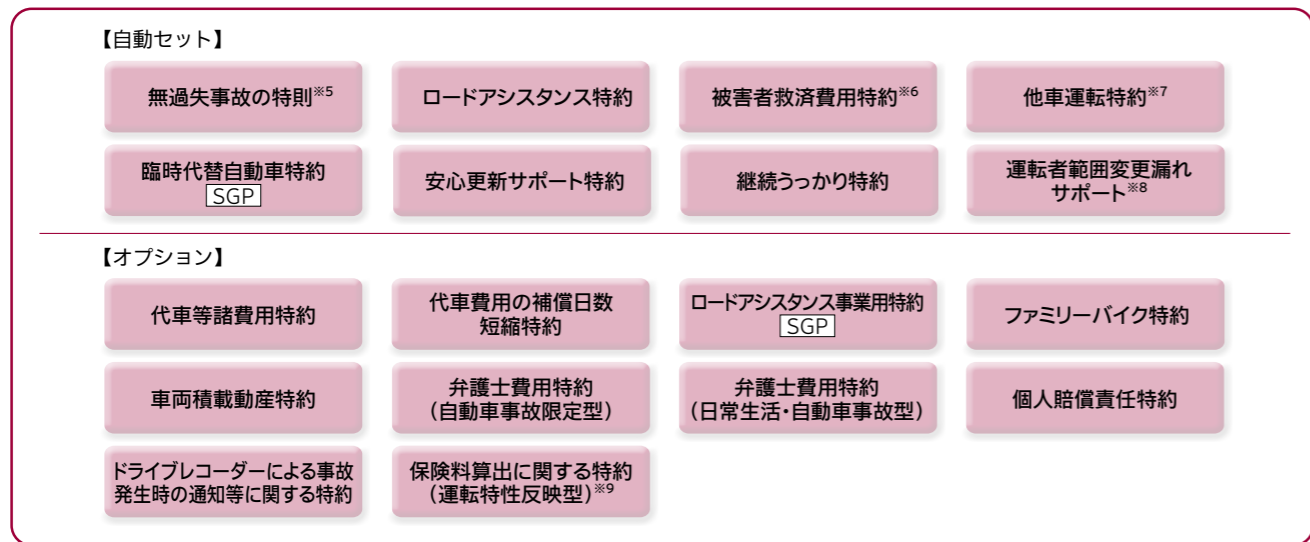 【自動セット】
無過失事故の特則※5
ロードアシスタンス特約
被害者救済費用特約※6
他車運転特約※7
臨時代替自動車特約
SGP
安心更新サポート特約
継続うっかり特約
運転者範囲変更漏れ
サポート※8
【オプション】
代車等諸費用特約
代車費用の補償日数
短縮特約
ロードアシスタンス事業用特約
SGP
ファミリーバイク特約
車両積載動産特約
弁護士費用特約
（自動車事故限定型）
弁護士費用特約
（日常生活・自動車事故型）
個人賠償責任特約
ドライブレコーダーによる事故
発生時の通知等に関する特約
保険料算出に関する特約
（運転特性反映型）※9